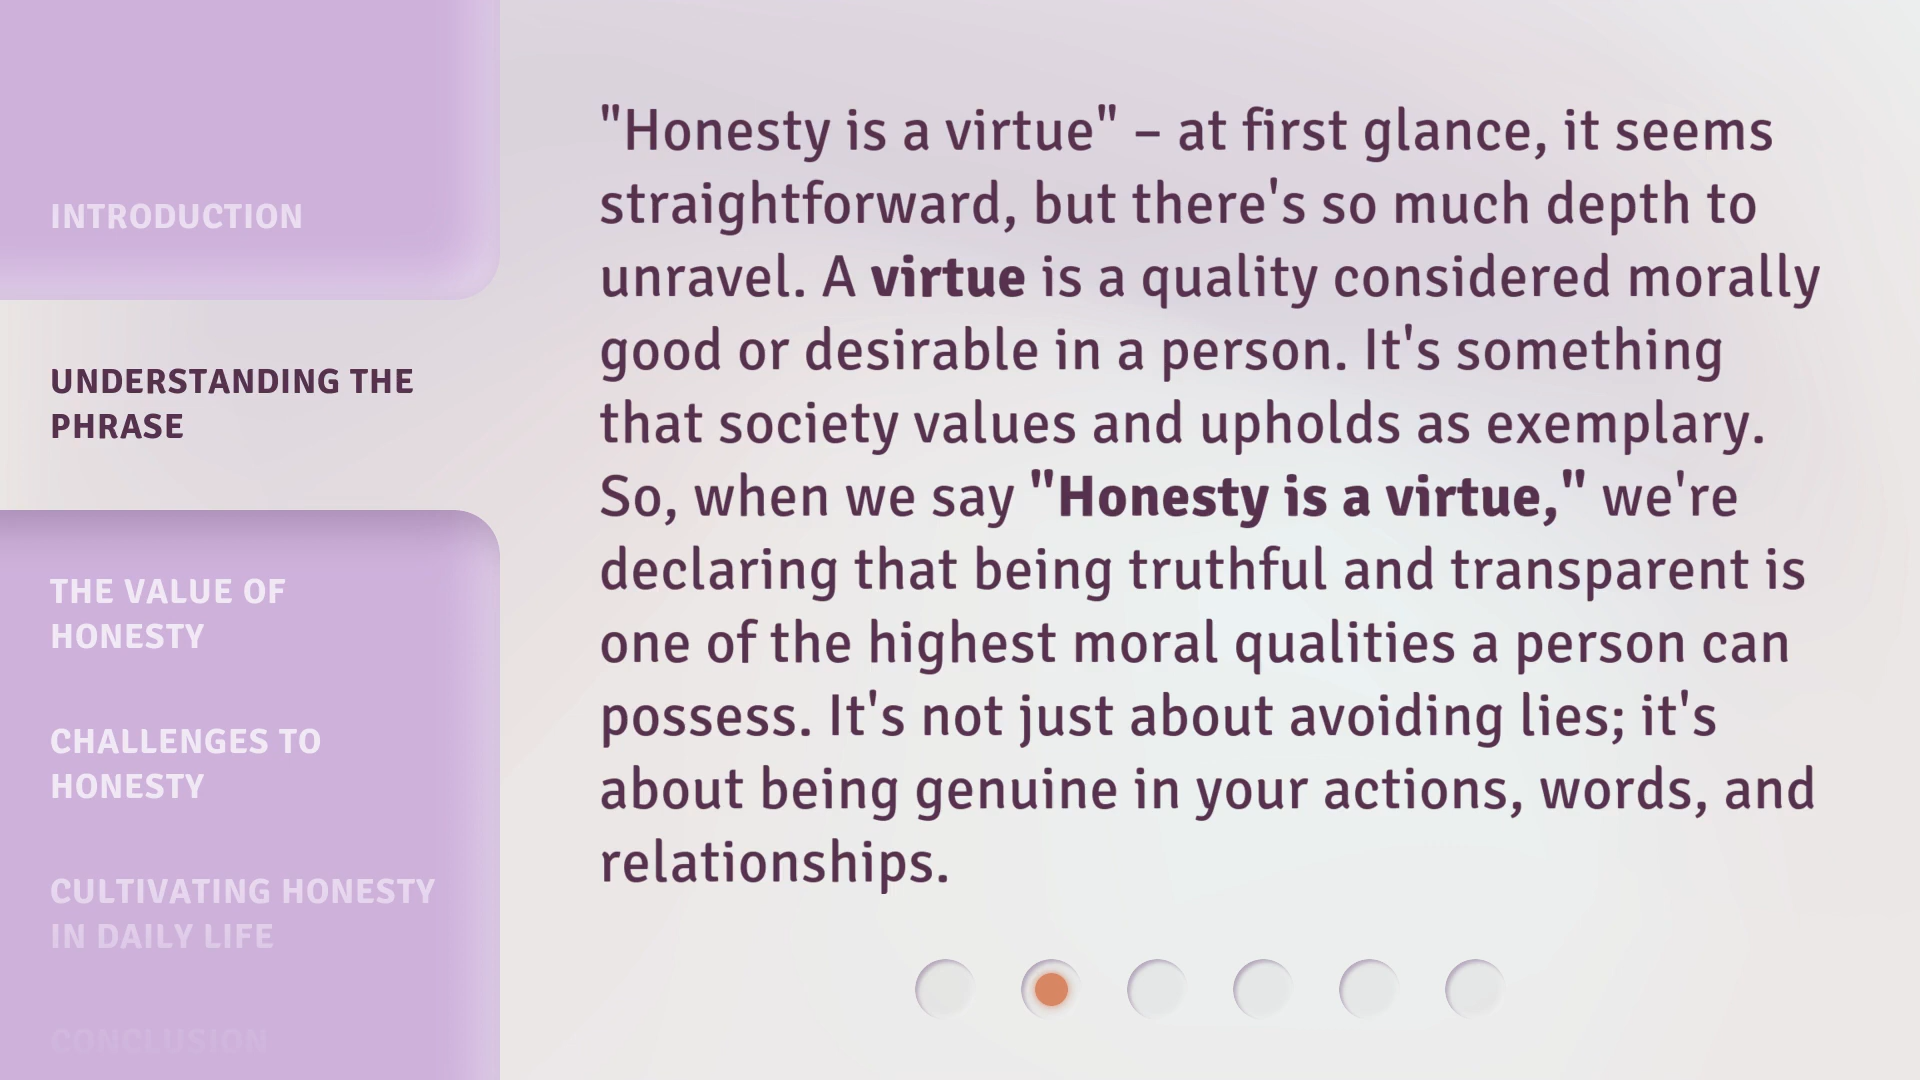 INTRODUCTION
UNDERSTANDING THE
PHRASE
THE VALUE OF
HONESTY
CHALLENGES TO
HONESTY
CULTIVATING HONESTY
IN DAILY LIFE
CONCLUSION
"Honesty is a virtue" – at first glance, it seems
straightforward, but there's so much depth to
unravel. A virtue is a quality considered morally
good or desirable in a person. It's something
that society values and upholds as exemplary.
So, when we say "Honesty is a virtue," we're
declaring that being truthful and transparent is
one of the highest moral qualities a person can
possess. It's not just about avoiding lies; it's
about being genuine in your actions, words, and
relationships.